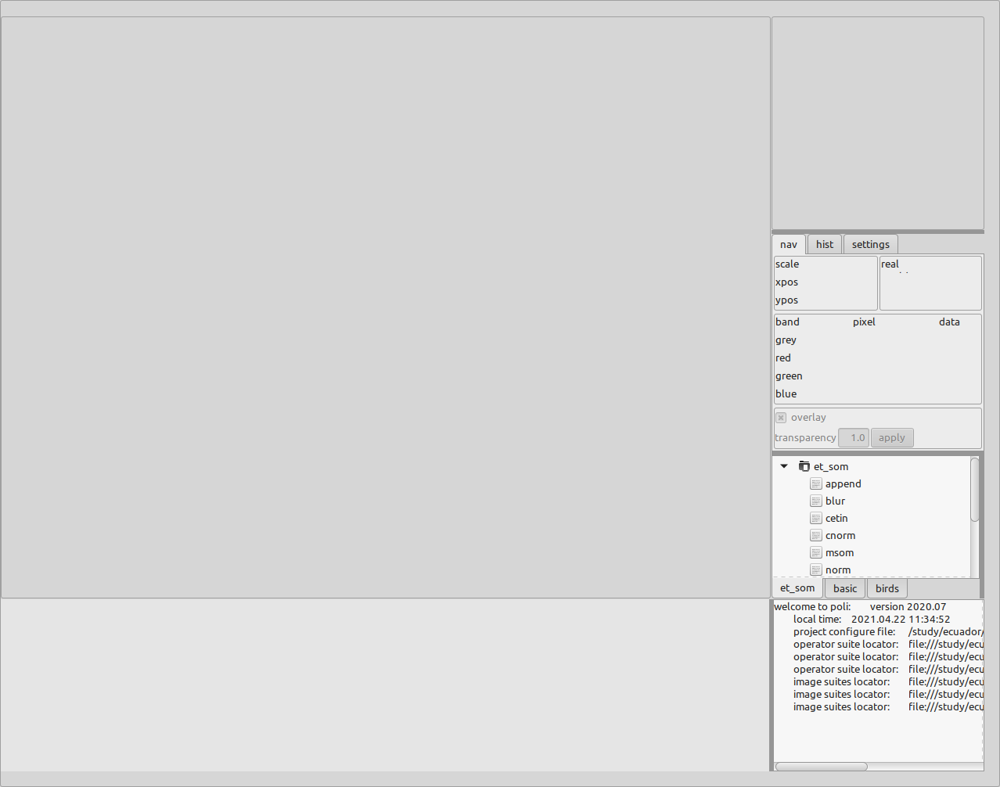 nav hist settings
scale real
xpos
ypos
band pixel data
grey
red
green
blue
overlay
transparency 1.0 apply
et_som
append
blur
cetin
cnorm
msom
norm
et_som basic birds
welcome to poli: version 2020.07
local time: 2021.04.22 11:34:52
project configure file: /study/ecuador/
operator suite locator: file:///study/ecu
operator suite locator: file:///study/ecu
operator suite locator: file:///study/ecu
image suites locator: file:///study/ecu
image suites locator: file:///study/ecu
image suites locator: file:///study/ecu